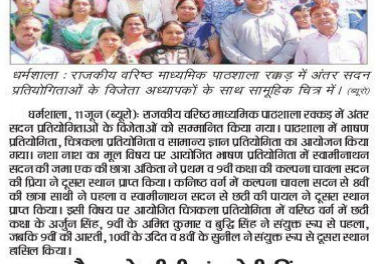 धर्मशाला : राजकीय वरिष्ठ माध्यमिक पाठशाला रक्कड़ में अंतर सदन
प्रतियोगिताओं के विजेता अध्यापकों के साथ सामूहिक चित्र में। (ब्यूरो)
धर्मशाला, 11 जून (ब्यूरो): राजकीय वरिष्ठ माध्यमिक पाठशाला रक्कड़ में अंतर
सदन प्रतियोगिताओं के विजेताओं को सम्मानित किया गया। पाठशाला में भाषण
प्रतियोगिता, चित्रकला प्रतियोगिता व सामान्य ज्ञान प्रतियोगिता का आयोजन किया
गया। नशा नाश का मूल विषय पर आयोजित भाषण प्रतियोगिता में स्वामीनाथन
सदन की जमा एक की छात्रा अंकिता ने प्रथम व 9वीं कक्षा की कल्पना चावला सदन
की प्रिया ने दूसरा स्थान प्राप्त किया। कनिष्ठ वर्ग में कल्पना चावला सदन से 8वीं
की छात्रा साथी ने पहला व स्वामीनाथन सदन से छठी की पायल ने दूसरा स्थान
प्राप्त किया। इसी विषय पर आयोजित चित्रकला प्रतियोगिता में वरिष्ठ वर्ग में छठी
कक्षा के अर्जुन सिंह, 9वीं के अमित कुमार व बुद्धि सिंह ने संयुक्त रूप से पहला,
जबकि 9वीं की आरती, 10वीं के उदित व 8वीं के सुनील ने संयुक्त रूप से दूसरा स्थान
हासिल किया।